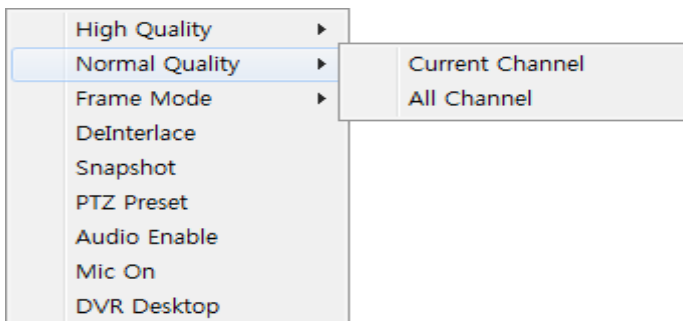 High Quality
Normal Quality
Current Channel
Frame Mode
All Channel
DeInterlace
Snapshot
PTZ Preset
Audio Enable
Mic On
DVR Desktop